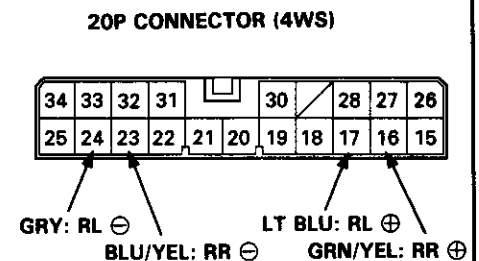 20P CONNECTOR (4WS)
34 33 32 31 30 28 27 26
25 24 23 22 21 20 19 18 17 16 15
GRY: RL ⊖ LT BLU: RL ⊕
BLU/YEL: RR ⊖ GRN/YEL: RR ⊕